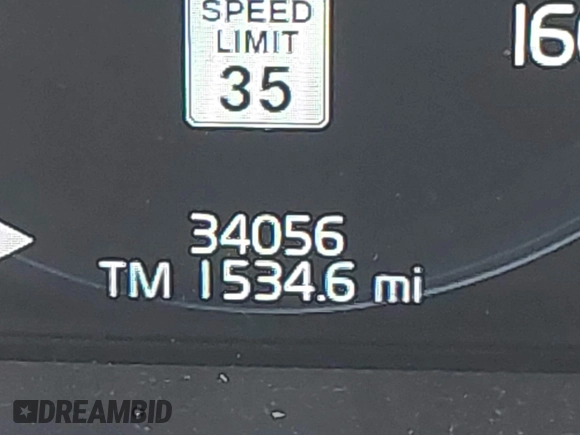 SPEED
LIMIT
35
34056
TM 1534.6 mi
DREAMBID